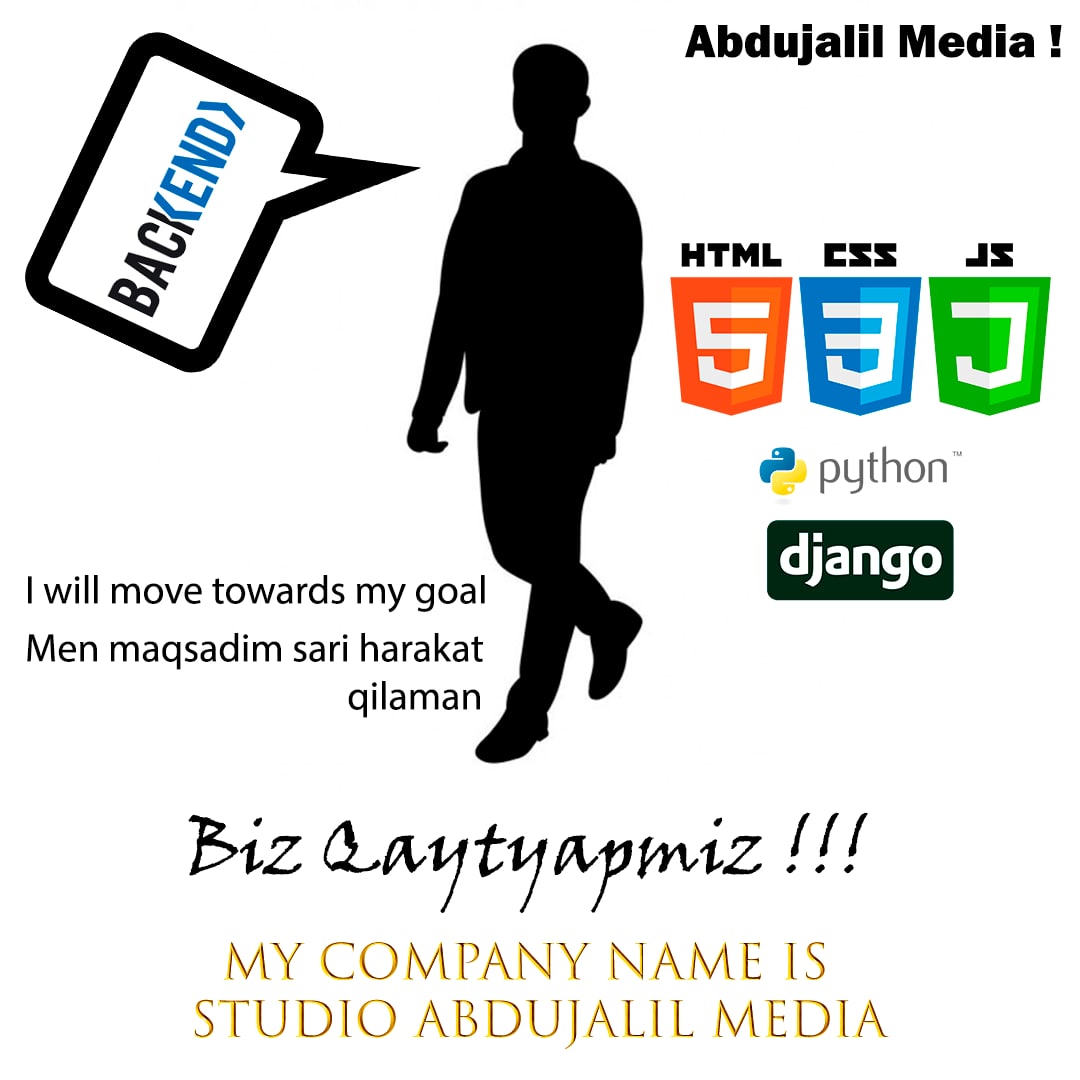 Abdujalil Media !
BACKEND
HTML CSS JS
5 3 J
python™
django
I will move towards my goal
Men maqsadim sari harakat
qilaman
Biz Qaytyapmiz !!!
MY COMPANY NAME IS
STUDIO ABDUJALIL MEDIA